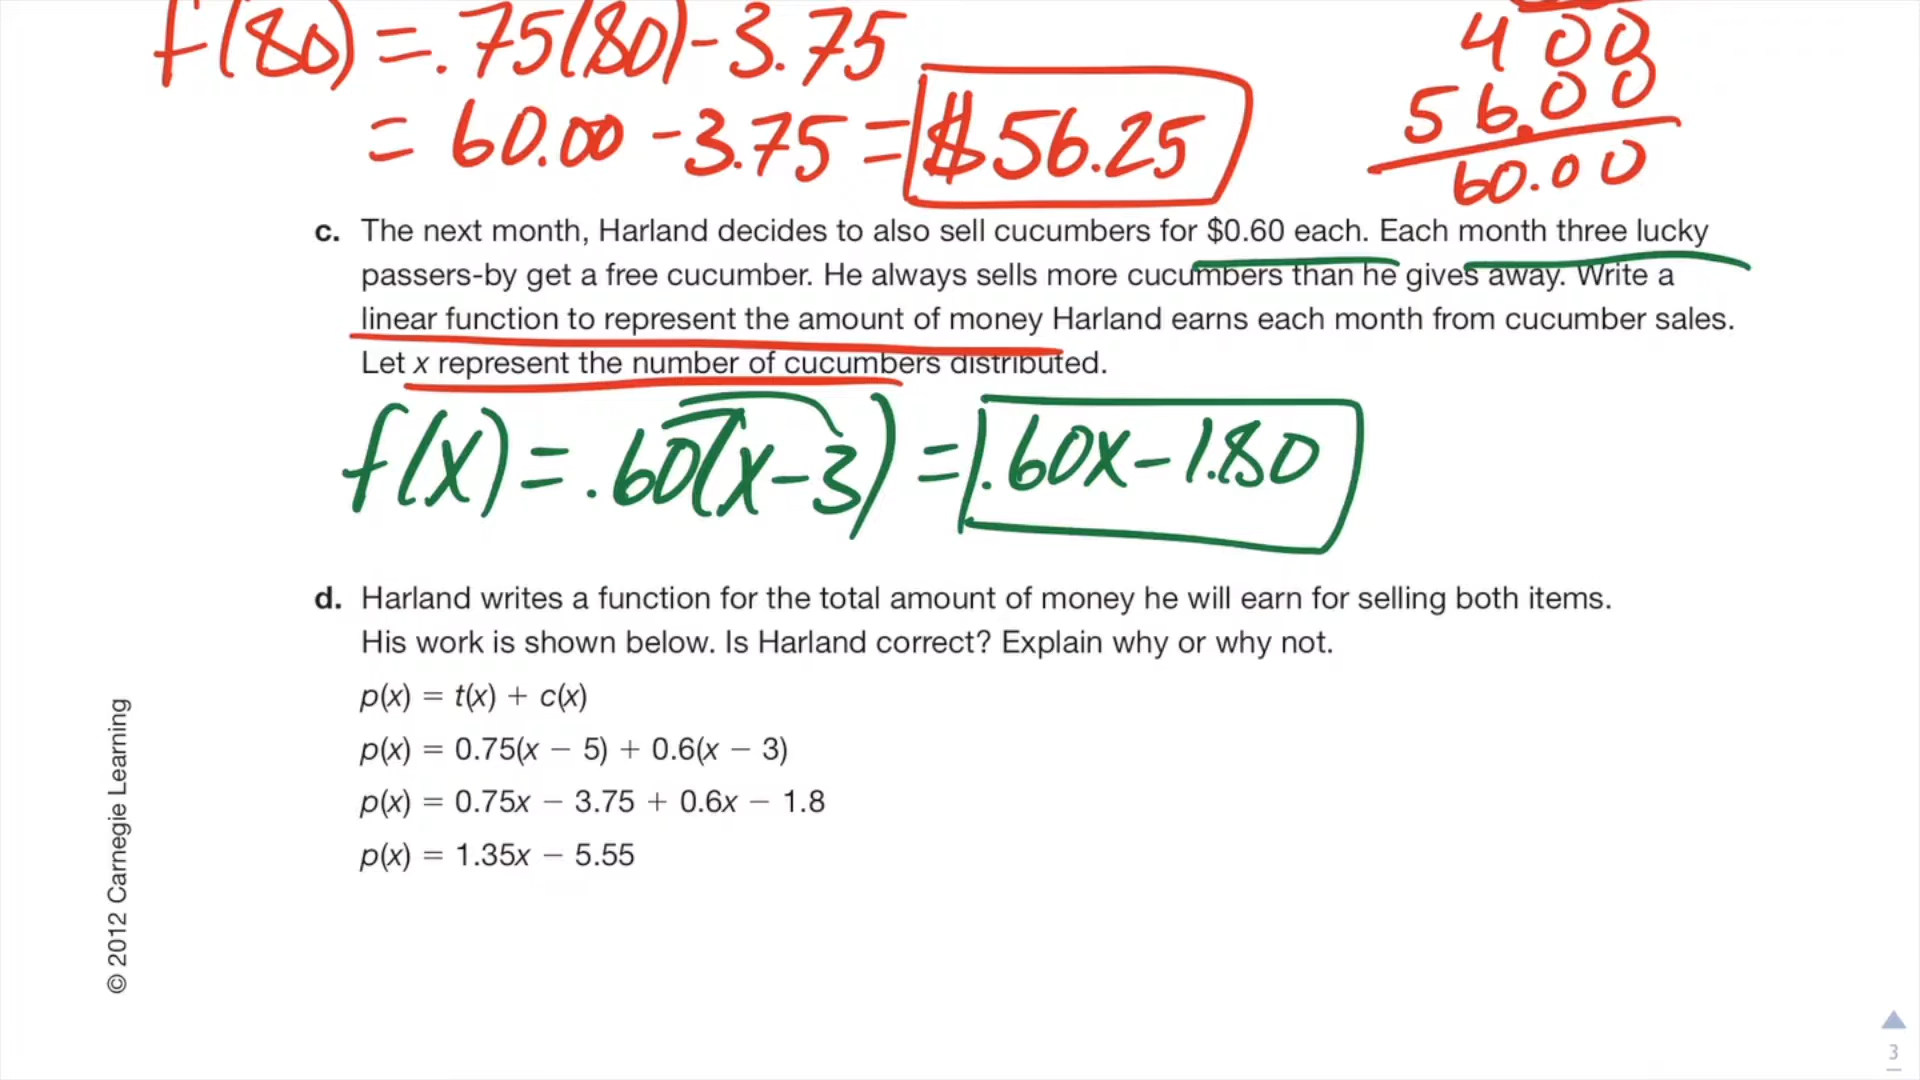 f(80) = .75(80) - 3.75
= 60.00 - 3.75 = $56.25
400
56.00
60.00
c. The next month, Harland decides to also sell cucumbers for $0.60 each. Each month three lucky
passers-by get a free cucumber. He always sells more cucumbers than he gives away. Write a
linear function to represent the amount of money Harland earns each month from cucumber sales.
Let x represent the number of cucumbers distributed.
f(x) = .60(x-3) = .60x - 1.80
d. Harland writes a function for the total amount of money he will earn for selling both items.
His work is shown below. Is Harland correct? Explain why or why not.
p(x) = t(x) + c(x)
p(x) = 0.75(x − 5) + 0.6(x − 3)
p(x) = 0.75x − 3.75 + 0.6x − 1.8
p(x) = 1.35x − 5.55
© 2012 Carnegie Learning
3